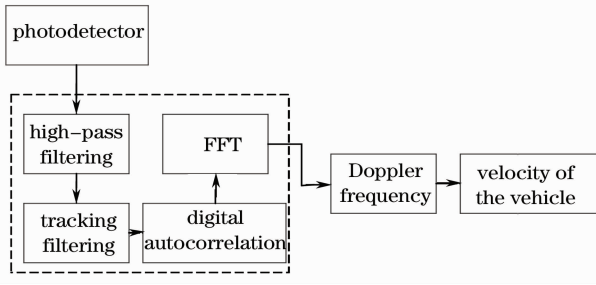 photodetector
high-pass
filtering
tracking
filtering
digital
autocorrelation
FFT
Doppler
frequency
velocity of
the vehicle